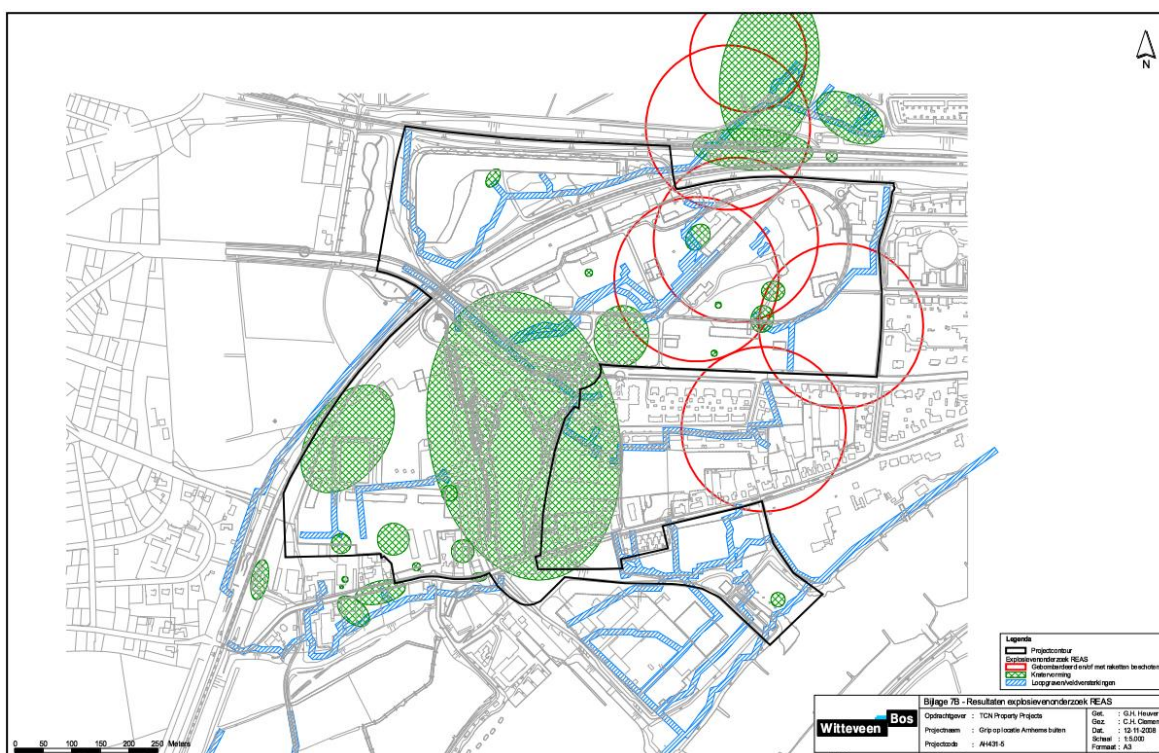 N
Legenda
Projectcontour
Explosievenonderzoek REAS
Gebombardeerd en/of met raketten beschoten
Kratervorming
Loopgraven/veldversterkingen
Witteveen Bos
Bijlage 7B - Resultaten explosievenonderzoek REAS
Opdrachtgever : TCN Property Projects
Projectnaam : Grip op locatie Arnhems buiten
Projectcode : AH431-5
Get. : G.H. Heuver
Gez. : C.H. Clemen
Dat. : 12-11-2008
Schaal : 1:5.000
Formaat : A3
0 50 100 150 200 250 Meters